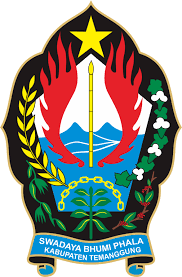 SWADAYA BHUMI PHALA
KABUPATEN TEMANGGUNG